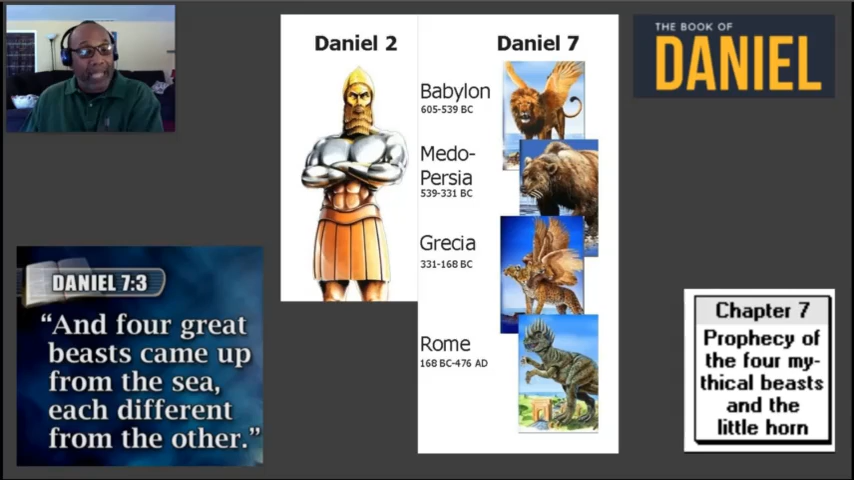 THE BOOK OF
DANIEL
Daniel 2
Daniel 7
Babylon
605-539 BC
Medo-
Persia
539-331 BC
Grecia
331-168 BC
Rome
168 BC-476 AD
DANIEL 7:3
“And four great
beasts came up
from the sea,
each different
from the other.”
Chapter 7
Prophecy of
the four my-
thical beasts
and the
little horn